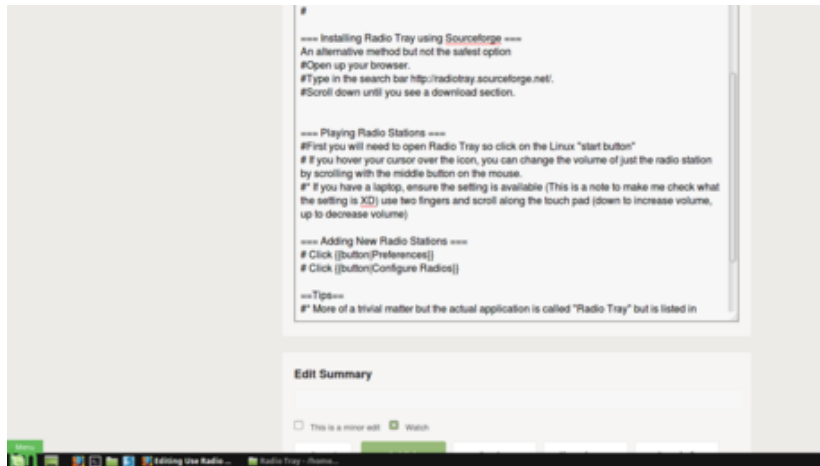 #
=== Installing Radio Tray using Sourceforge ===
An alternative method but not the safest option
#Open up your browser.
#Type in the search bar http://radiotray.sourceforge.net/.
#Scroll down until you see a download section.
=== Playing Radio Stations ===
#First you will need to open Radio Tray so click on the Linux "start button"
# If you hover your cursor over the icon, you can change the volume of just the radio station
by scrolling with the middle button on the mouse.
#* If you have a laptop, ensure the setting is available (This is a note to make me check what
the setting is XD) use two fingers and scroll along the touch pad (down to increase volume,
up to decrease volume)
=== Adding New Radio Stations ===
# Click {{button|Preferences}}
# Click {{button|Configure Radios}}
==Tips==
#* More of a trivial matter but the actual application is called "Radio Tray" but is listed in
Edit Summary
This is a minor edit Watch
Menu
Editing Use Radio ...
Radio Tray - /home...